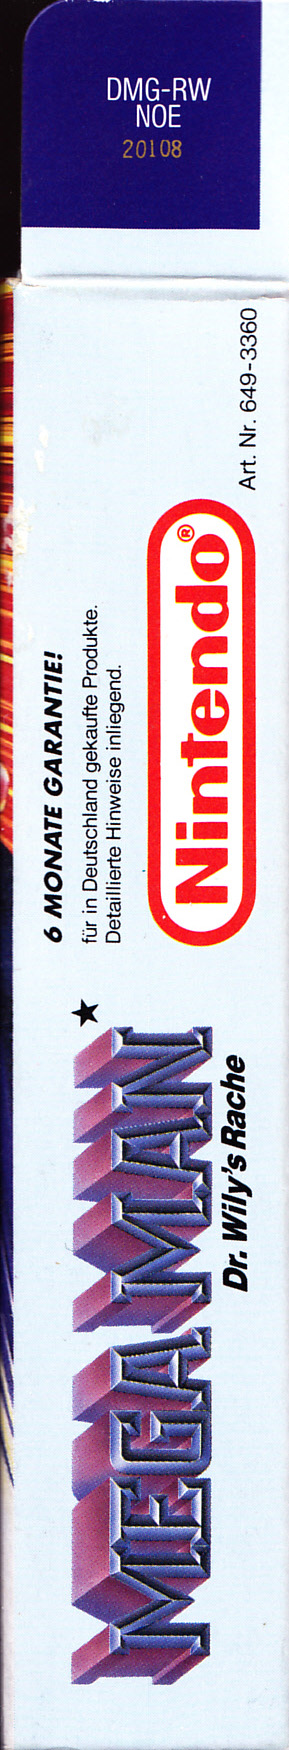 DMG-RW
NOE
20108
Art. Nr. 649-3360
Nintendo®
6 MONATE GARANTIE!
für in Deutschland gekaufte Produkte.
Detaillierte Hinweise inliegend.
MEGA MAN★
Dr. Wily's Rache